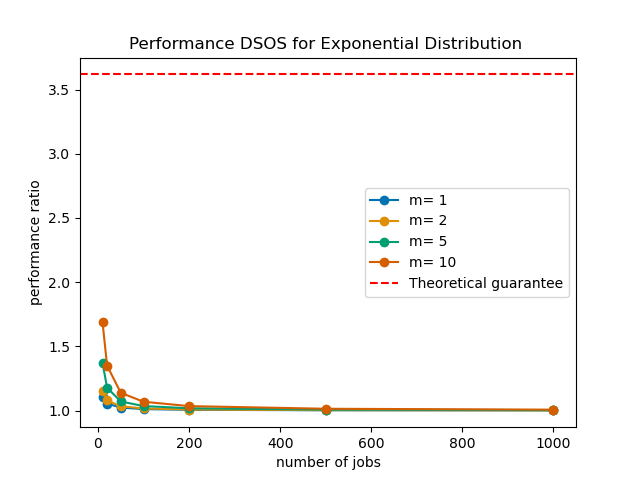 Performance DSOS for Exponential Distribution
performance ratio
3.5
3.0
2.5
2.0
1.5
1.0
m= 1
m= 2
m= 5
m= 10
Theoretical guarantee
0 200 400 600 800 1000
number of jobs